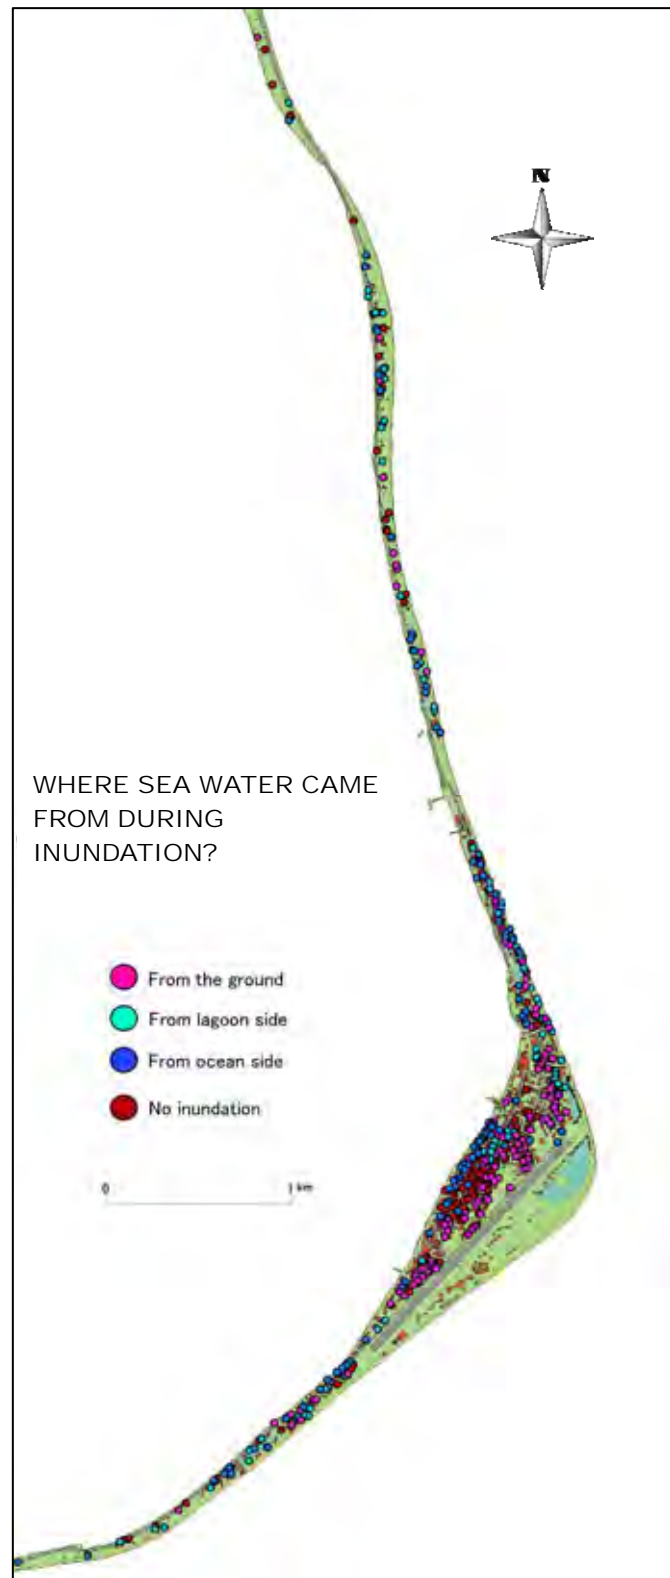 N
WHERE SEA WATER CAME
FROM DURING
INUNDATION?
From the ground
From lagoon side
From ocean side
No inundation
0 1 km